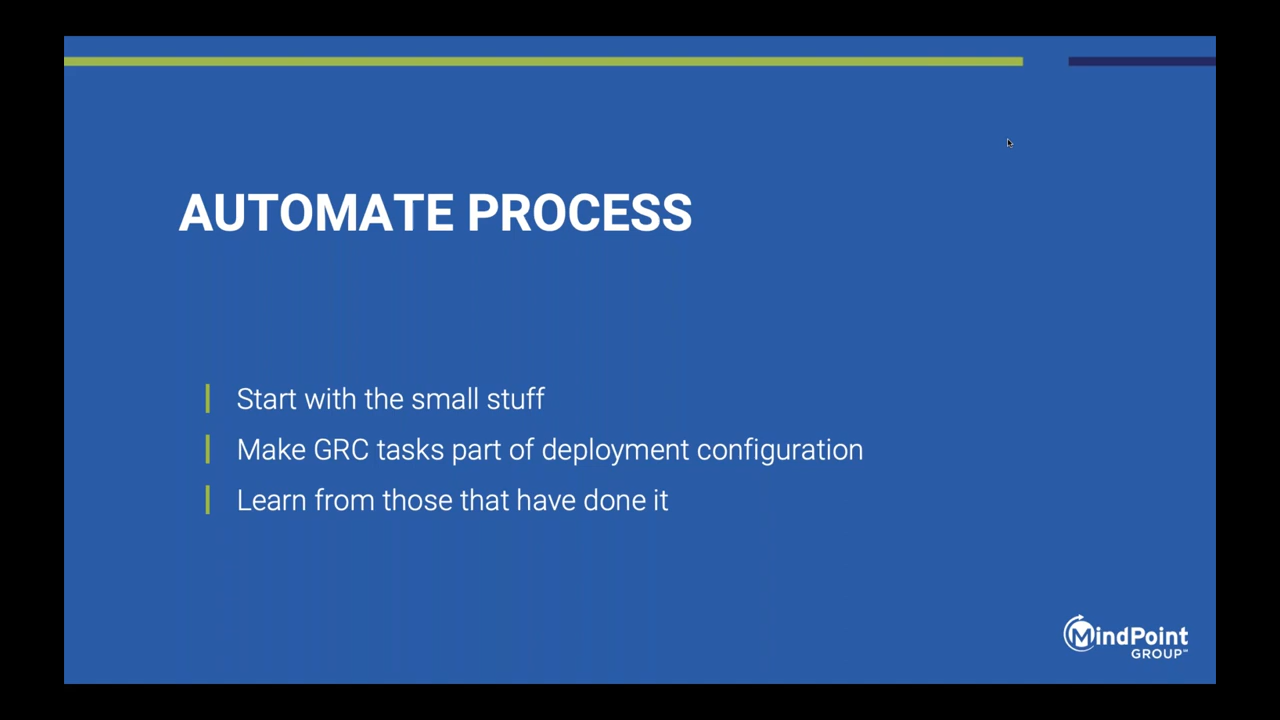 AUTOMATE PROCESS
Start with the small stuff
Make GRC tasks part of deployment configuration
Learn from those that have done it
MindPoint
GROUP℠